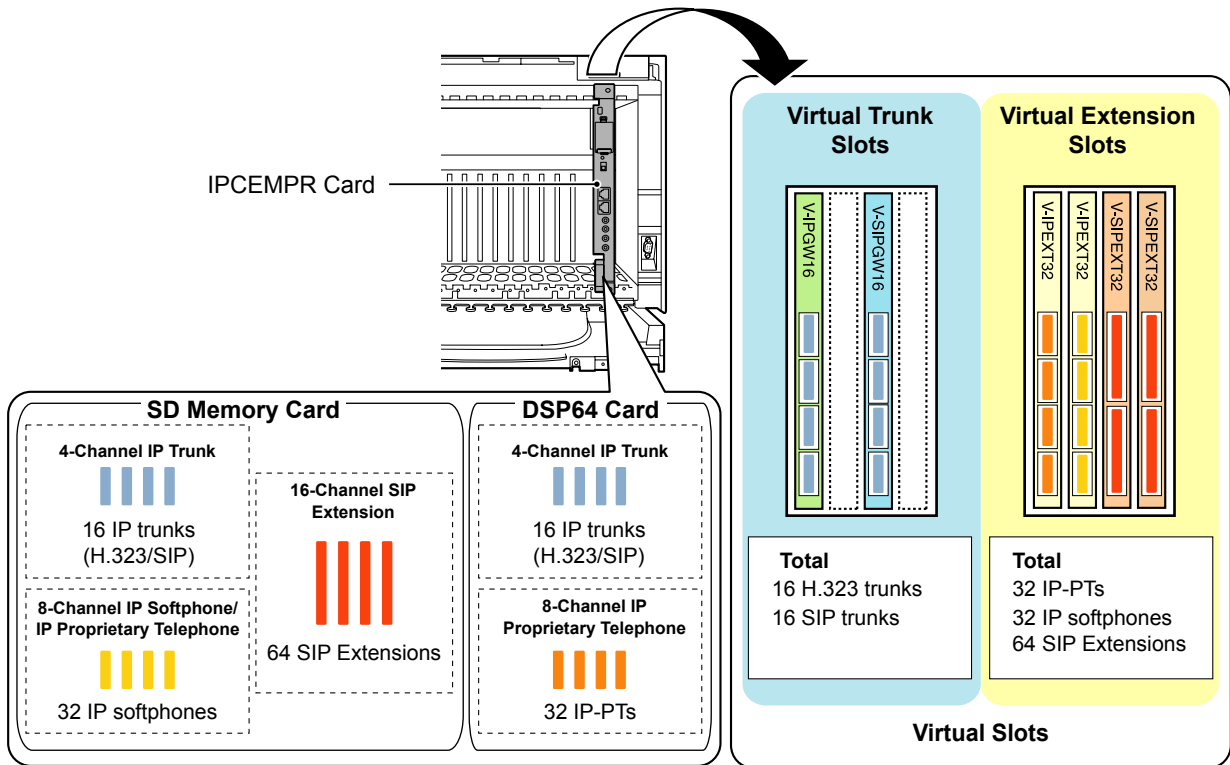 IPCEMPR Card
SD Memory Card
4-Channel IP Trunk
16 IP trunks
(H.323/SIP)
8-Channel IP Softphone/
IP Proprietary Telephone
32 IP softphones
16-Channel SIP
Extension
64 SIP Extensions
DSP64 Card
4-Channel IP Trunk
16 IP trunks
(H.323/SIP)
8-Channel IP
Proprietary Telephone
32 IP-PTs
Virtual Trunk
Slots
V-IPGW16
V-SIPGW16
Total
16 H.323 trunks
16 SIP trunks
Virtual Extension
Slots
V-IPEXT32
V-IPEXT32
V-SIPEXT32
V-SIPEXT32
Total
32 IP-PTs
32 IP softphones
64 SIP Extensions
Virtual Slots